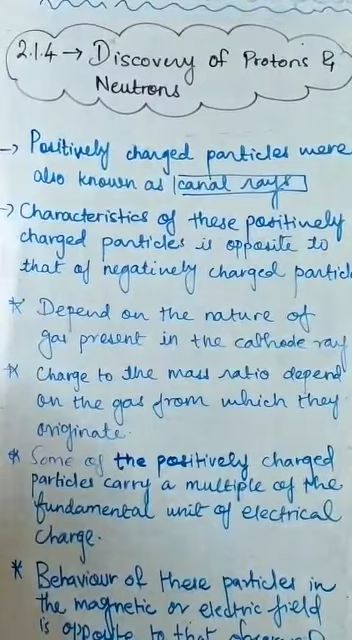 2.1.4 → Discovery of Protons &
Neutrons
→ Positively charged particles were
also known as canal rays
→ Characteristics of these positively
charged particles is opposite to
that of negatively charged particl
* Depend on the nature of
gas present in the cathode ray
* Charge to the mass ratio depend
on the gas from which they
originate.
* Some of the positively charged
particles carry a multiple of the
fundamental unit of electrical
charge.
* Behaviour of these particles in
the magnetic or electric field
is opposite to that